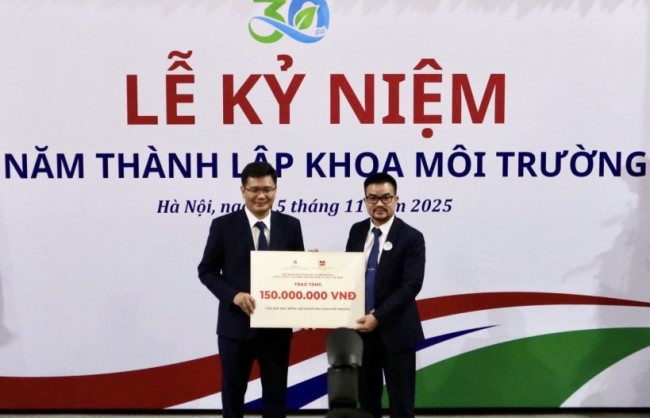 30
LỄ KỶ NIỆM
NĂM THÀNH LẬP KHOA MÔI TRƯỜNG
Hà Nội, 5 tháng 11 2025
TRAO TẶNG
150.000.000 VNĐ